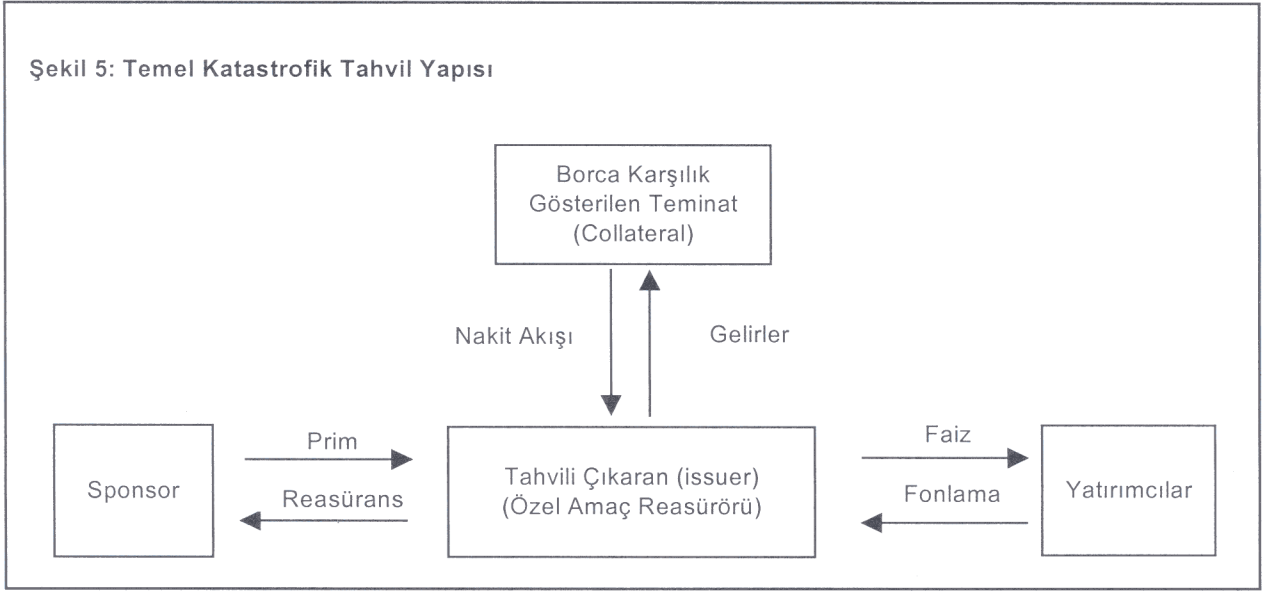 Şekil 5: Temel Katastrofik Tahvil Yapısı
Borca Karşılık
Gösterilen Teminat
(Collateral)
Nakit Akışı
Gelirler
Sponsor
Prim
Reasürans
Tahvili Çıkaran (issuer)
(Özel Amaç Reasürörü)
Faiz
Fonlama
Yatırımcılar